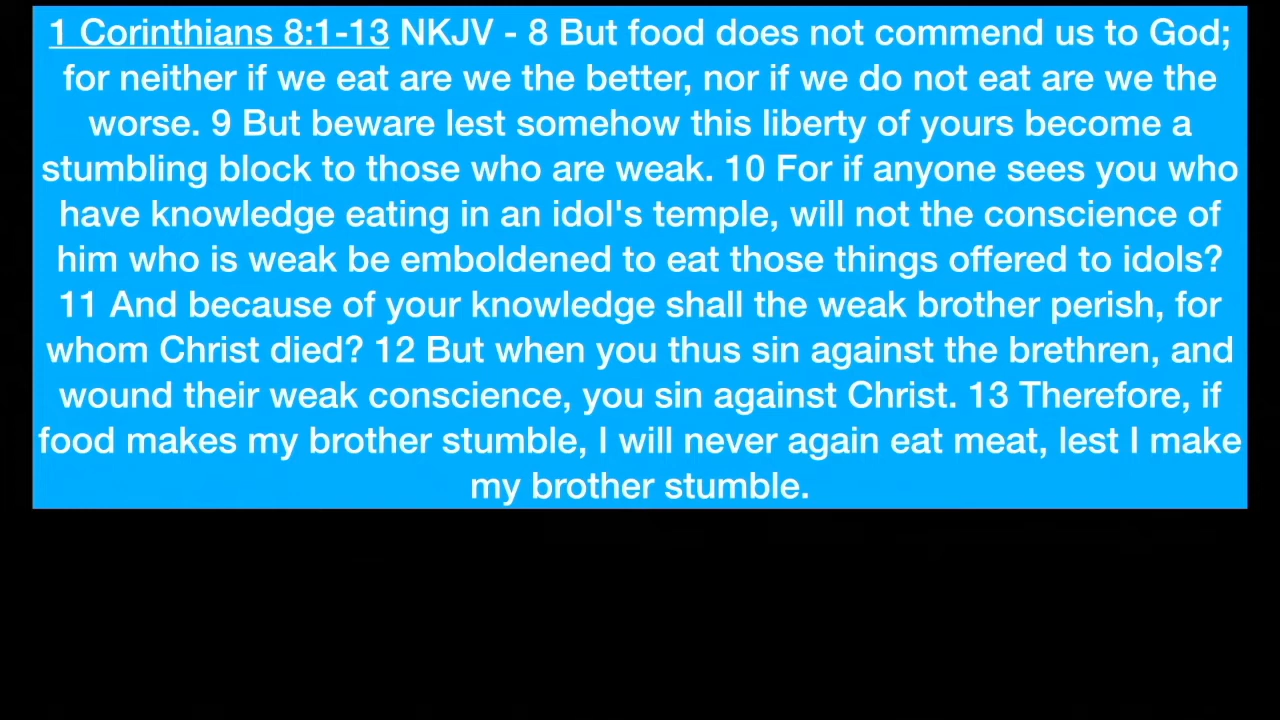 1 Corinthians 8:1-13 NKJV - 8 But food does not commend us to God;
for neither if we eat are we the better, nor if we do not eat are we the
worse. 9 But beware lest somehow this liberty of yours become a
stumbling block to those who are weak. 10 For if anyone sees you who
have knowledge eating in an idol's temple, will not the conscience of
him who is weak be emboldened to eat those things offered to idols?
11 And because of your knowledge shall the weak brother perish, for
whom Christ died? 12 But when you thus sin against the brethren, and
wound their weak conscience, you sin against Christ. 13 Therefore, if
food makes my brother stumble, I will never again eat meat, lest I make
my brother stumble.